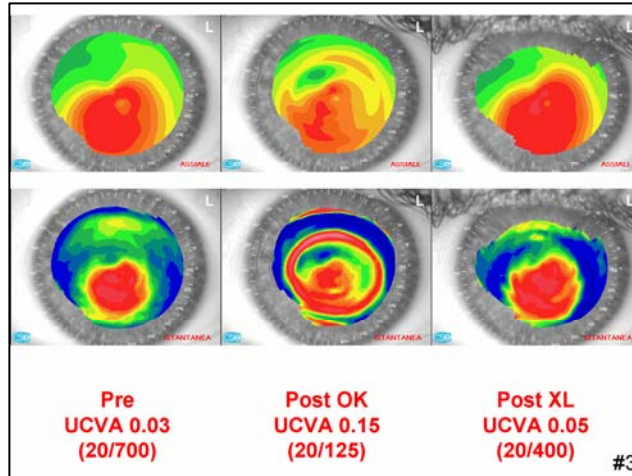 L
L
L
ASSIALE
ASSIALE
ASSIALE
L
L
L
ISTANTANEA
ISTANTANEA
ISTANTANEA
Pre
UCVA 0.03
(20/700)
Post OK
UCVA 0.15
(20/125)
Post XL
UCVA 0.05
(20/400)
#3